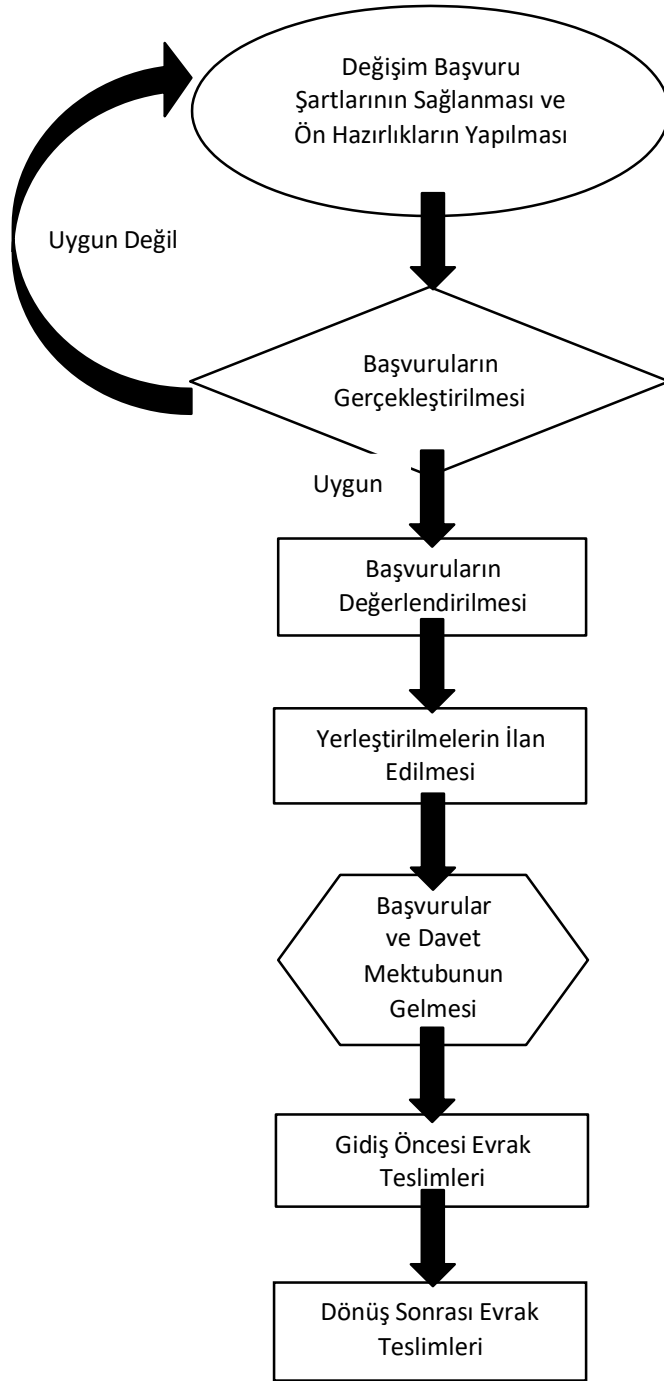 Değişim Başvuru
Şartlarının Sağlanması ve
Ön Hazırlıkların Yapılması
Uygun Değil
Başvuruların
Gerçekleştirilmesi
Uygun
Başvuruların
Değerlendirilmesi
Yerleştirilmelerin İlan
Edilmesi
Başvurular
ve Davet
Mektubunun
Gelmesi
Gidiş Öncesi Evrak
Teslimleri
Dönüş Sonrası Evrak
Teslimleri